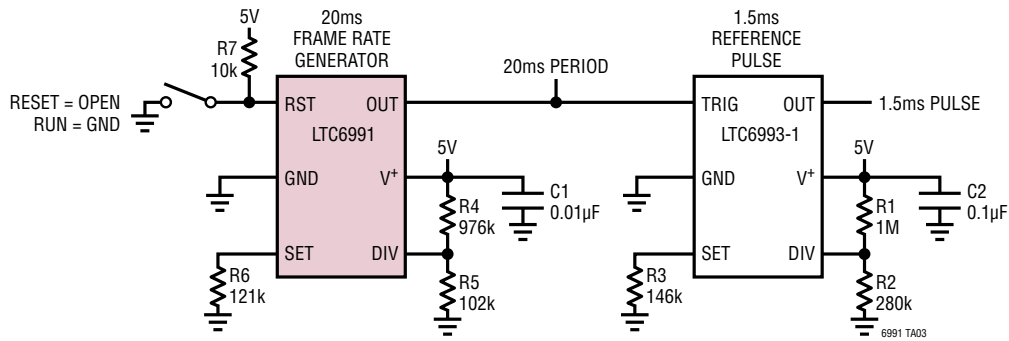 5V
20ms
FRAME RATE
GENERATOR
1.5ms
REFERENCE
PULSE
R7
10k
20ms PERIOD
RESET = OPEN
RUN = GND
RST
OUT
LTC6991
TRIG
OUT
LTC6993-1
1.5ms PULSE
5V
5V
GND
V+
C1
0.01µF
GND
V+
C2
0.1µF
R4
976k
R1
1M
SET
DIV
SET
DIV
R6
121k
R5
102k
R3
146k
R2
280k
6991 TA03